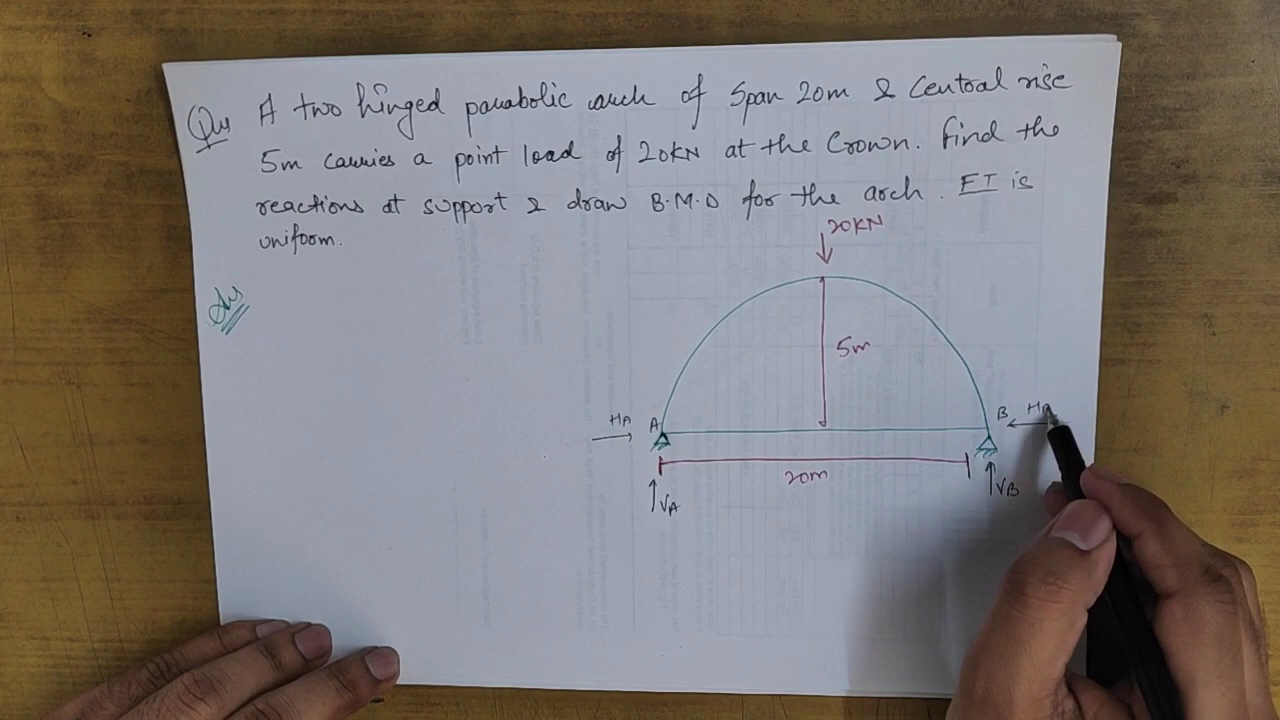 Qus A two hinged parabolic arch of Span 20m & Central rise
5m carries a point load of 20KN at the Crown. Find the
reactions at support & draw B.M.D for the arch. EI is
uniform.
Ans
20KN
5m
HA A
B
20m
VA
VB